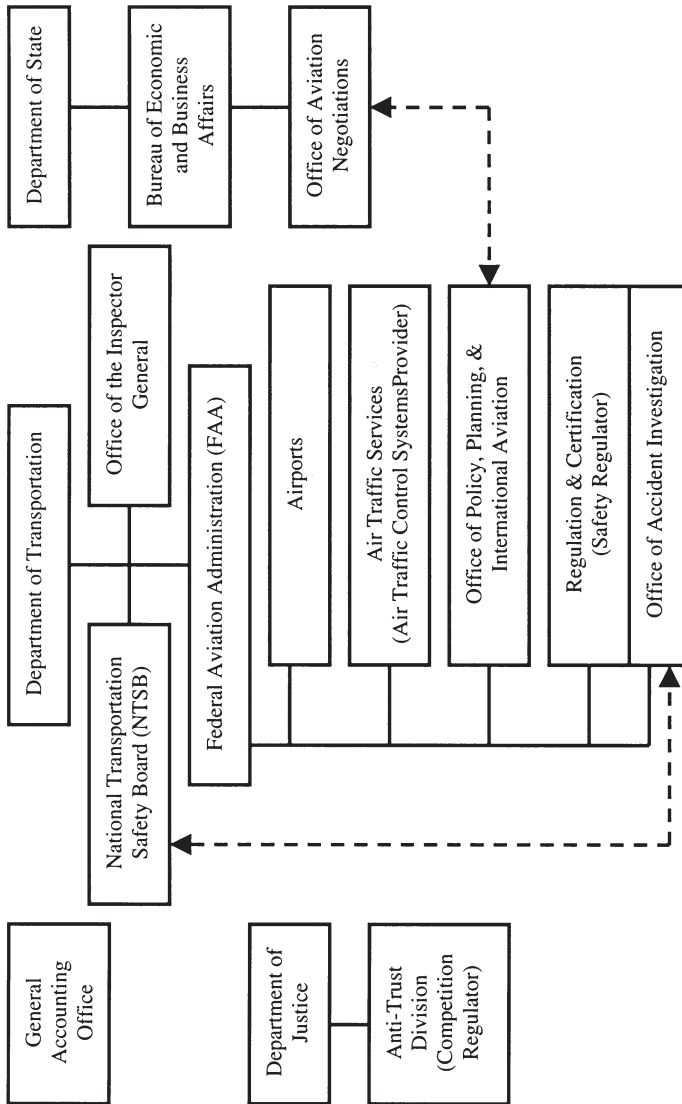 General
Accounting
Office
Department of Transportation
Department of State
National Transportation
Safety Board (NTSB)
Office of the Inspector
General
Bureau of Economic
and Business
Affairs
Federal Aviation Administration (FAA)
Department of
Justice
Airports
Office of Aviation
Negotiations
Anti-Trust
Division
(Competition
Regulator)
Air Traffic Services
(Air Traffic Control SystemsProvider)
Office of Policy, Planning, &
International Aviation
Regulation & Certification
(Safety Regulator)
Office of Accident Investigation